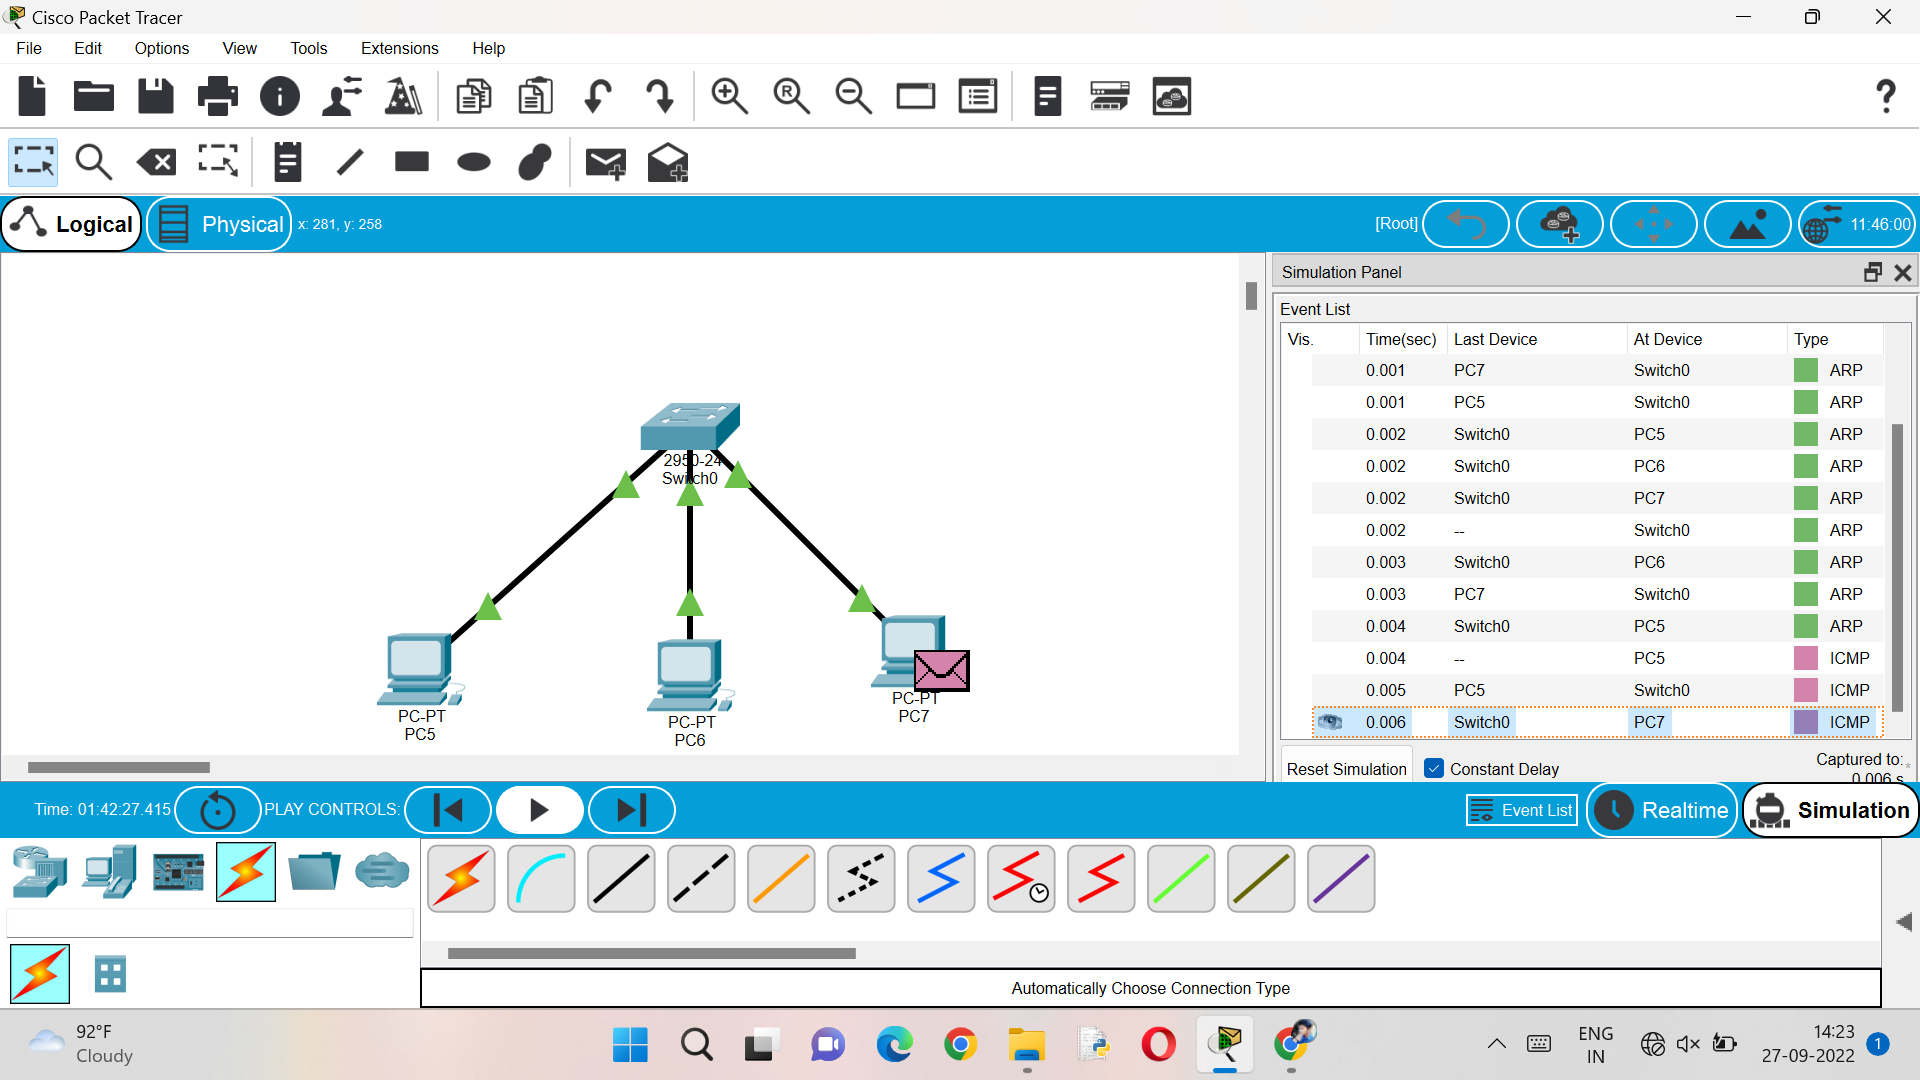 Cisco Packet Tracer
File Edit Options View Tools Extensions Help
Logical Physical x: 281, y: 258 [Root] 11:46:00
Simulation Panel
Event List
Vis. Time(sec) Last Device At Device Type
0.001 PC7 Switch0 ARP
0.001 PC5 Switch0 ARP
0.002 Switch0 PC5 ARP
0.002 Switch0 PC6 ARP
0.002 Switch0 PC7 ARP
0.002 -- Switch0 ARP
0.003 Switch0 PC6 ARP
0.003 PC7 Switch0 ARP
0.004 Switch0 PC5 ARP
0.004 -- PC5 ICMP
0.005 PC5 Switch0 ICMP
0.006 Switch0 PC7 ICMP
2950-24
Switch0
PC-PT
PC5
PC-PT
PC6
PC-PT
PC7
Reset Simulation Constant Delay Captured to:*
0.006 s
Time: 01:42:27.415 PLAY CONTROLS: Event List Realtime Simulation
Automatically Choose Connection Type
92°F
Cloudy
ENG
IN
14:23
27-09-2022
1